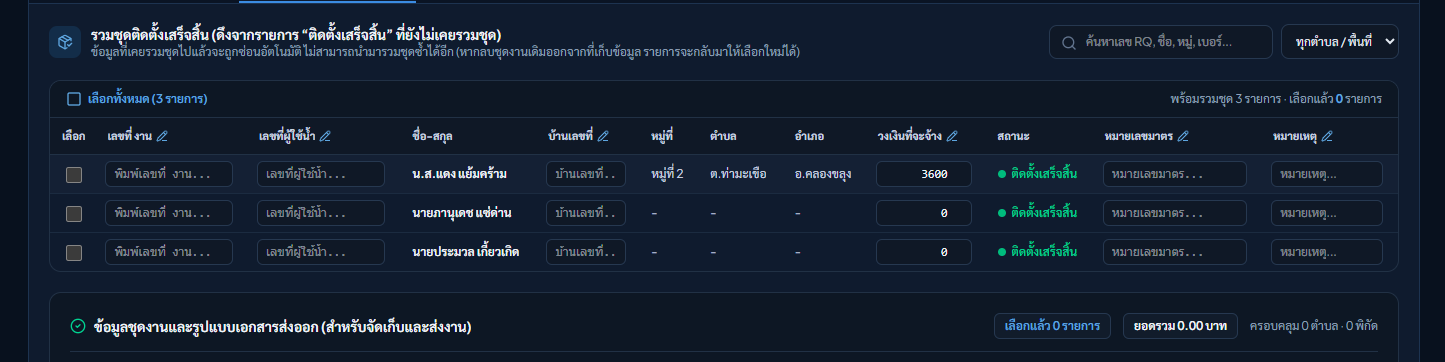 รวมชุดติดตั้งเสร็จสิ้น (ดึงจากรายการ “ติดตั้งเสร็จสิ้น” ที่ยังไม่เคยรวมชุด)
ข้อมูลที่เคยรวมชุดไปแล้วจะถูกซ่อนอัตโนมัติ ไม่สามารถนำมารวมชุดซ้ำได้อีก (หากลบชุดงานเดิมออกจากที่เก็บข้อมูล รายการจะกลับมาให้เลือกใหม่ได้)
ค้นหาเลข RQ, ชื่อ, หมู่, เบอร์...
ทุกตำบล / พื้นที่
เลือกทั้งหมด (3 รายการ)
พร้อมรวมชุด 3 รายการ · เลือกแล้ว 0 รายการ
เลือก เลขที่ งาน เลขที่ผู้ใช้น้ำ ชื่อ-สกุล บ้านเลขที่ หมู่ที่ ตำบล อำเภอ วงเงินที่จะจ้าง สถานะ หมายเลขมาตร หมายเหตุ
พิมพ์เลขที่ งาน... เลขที่ผู้ใช้น้ำ... น.ส.แดง แย้มคร้าม บ้านเลขที่.. หมู่ที่ 2 ต.ท่ามะเขือ อ.คลองขลุง 3600 ติดตั้งเสร็จสิ้น หมายเลขมาตร... หมายเหตุ...
พิมพ์เลขที่ งาน... เลขที่ผู้ใช้น้ำ... นายภานุเดช แซ่ด่าน บ้านเลขที่.. - - - 0 ติดตั้งเสร็จสิ้น หมายเลขมาตร... หมายเหตุ...
พิมพ์เลขที่ งาน... เลขที่ผู้ใช้น้ำ... นายประมวล เกี้ยวเกิด บ้านเลขที่.. - - - 0 ติดตั้งเสร็จสิ้น หมายเลขมาตร... หมายเหตุ...
ข้อมูลชุดงานและรูปแบบเอกสารส่งออก (สำหรับจัดเก็บและส่งงาน)
เลือกแล้ว 0 รายการ
ยอดรวม 0.00 บาท
ครอบคลุม 0 ตำบล · 0 พิกัด